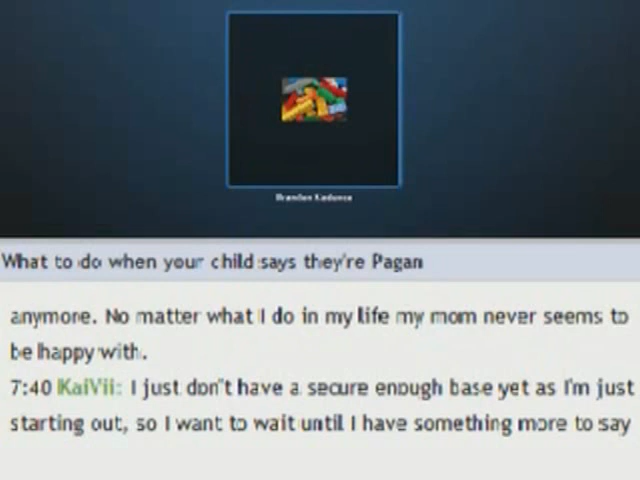 What to do when your child says they're Pagan
anymore. No matter what I do in my life my mom never seems to
be happy with.
7:40 KaiVii: I just don't have a secure enough base yet as I'm just
starting out, so I want to wait until I have something more to say